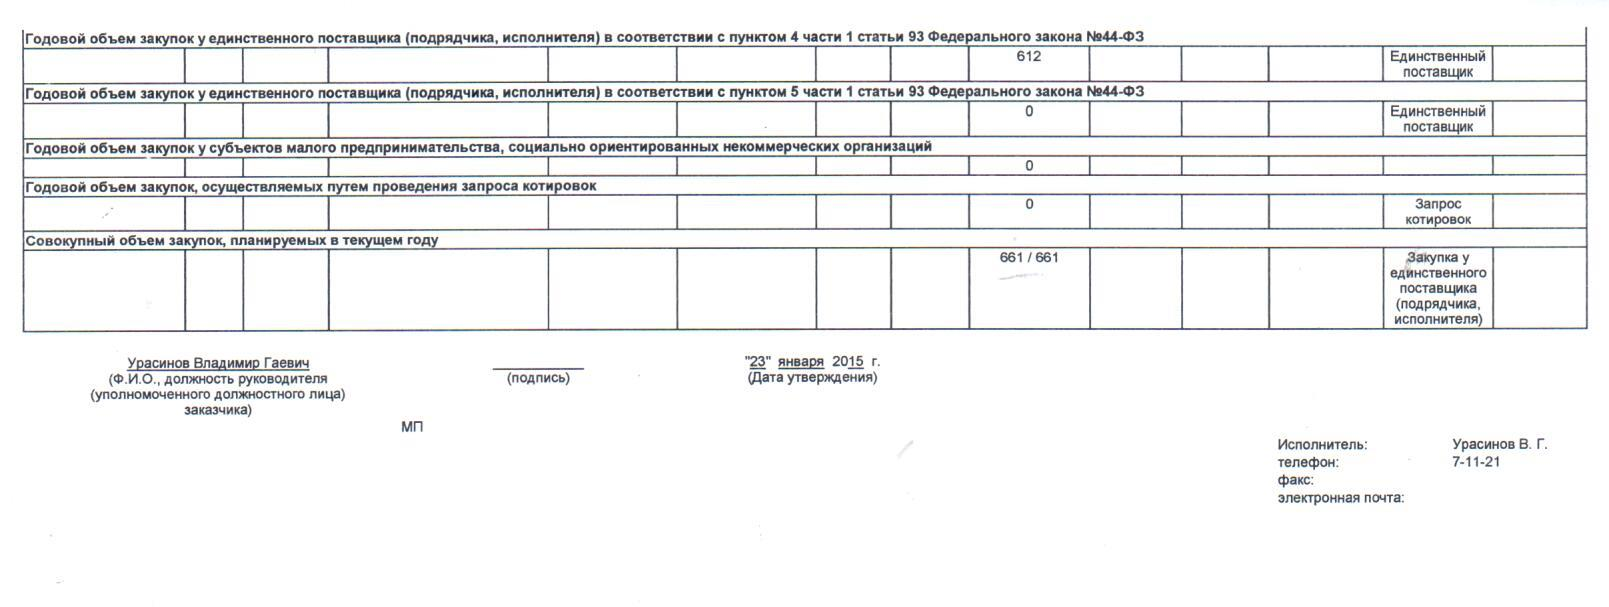 Годовой объем закупок у единственного поставщика (подрядчика, исполнителя) в соответствии с пунктом 4 части 1 статьи 93 Федерального закона №44-ФЗ
612 Единственный
поставщик
Годовой объем закупок у единственного поставщика (подрядчика, исполнителя) в соответствии с пунктом 5 части 1 статьи 93 Федерального закона №44-ФЗ
0 Единственный
поставщик
Годовой объем закупок у субъектов малого предпринимательства, социально ориентированных некоммерческих организаций
0
Годовой объем закупок, осуществляемых путем проведения запроса котировок
0 Запрос
котировок
Совокупный объем закупок, планируемых в текущем году
661 / 661 Закупка у
единственного
поставщика
(подрядчика,
исполнителя)
Урасинов Владимир Гаевич
(Ф.И.О., должность руководителя
(уполномоченного должностного лица)
заказчика)
(подпись)
"23" января 2015 г.
(Дата утверждения)
МП
Исполнитель: Урасинов В. Г.
телефон: 7-11-21
факс:
электронная почта: